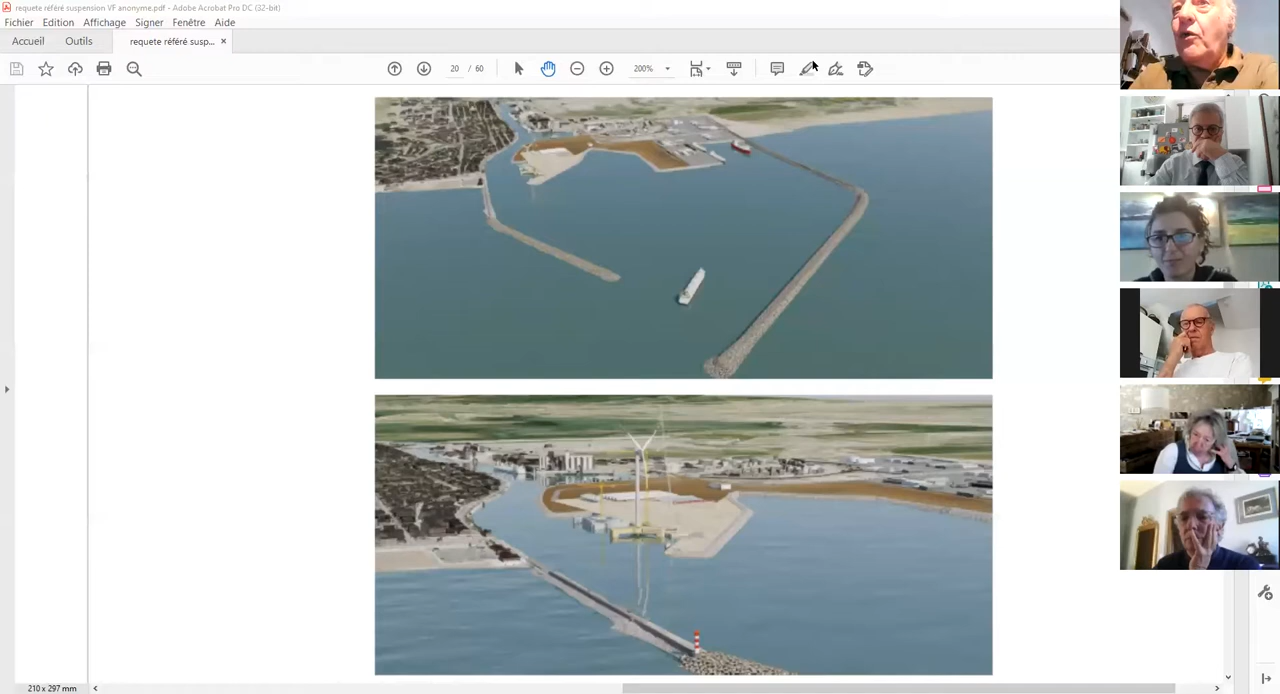 requete référé suspension VF anonyme.pdf - Adobe Acrobat Pro DC (32-bit)
Fichier Edition Affichage Signer Fenêtre Aide
Accueil Outils requete référé susp... ×
20 / 60 200%
210 x 297 mm